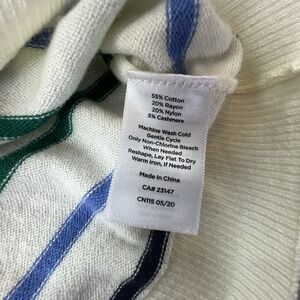 55% Cotton
20% Rayon
20% Nylon
5% Cashmere
Machine Wash Cold
Gentle Cycle
Only Non-Chlorine Bleach
When Needed
Reshape, Lay Flat To Dry
Warm Iron, If Needed
Made In China
CA# 23147
CN115 05/20